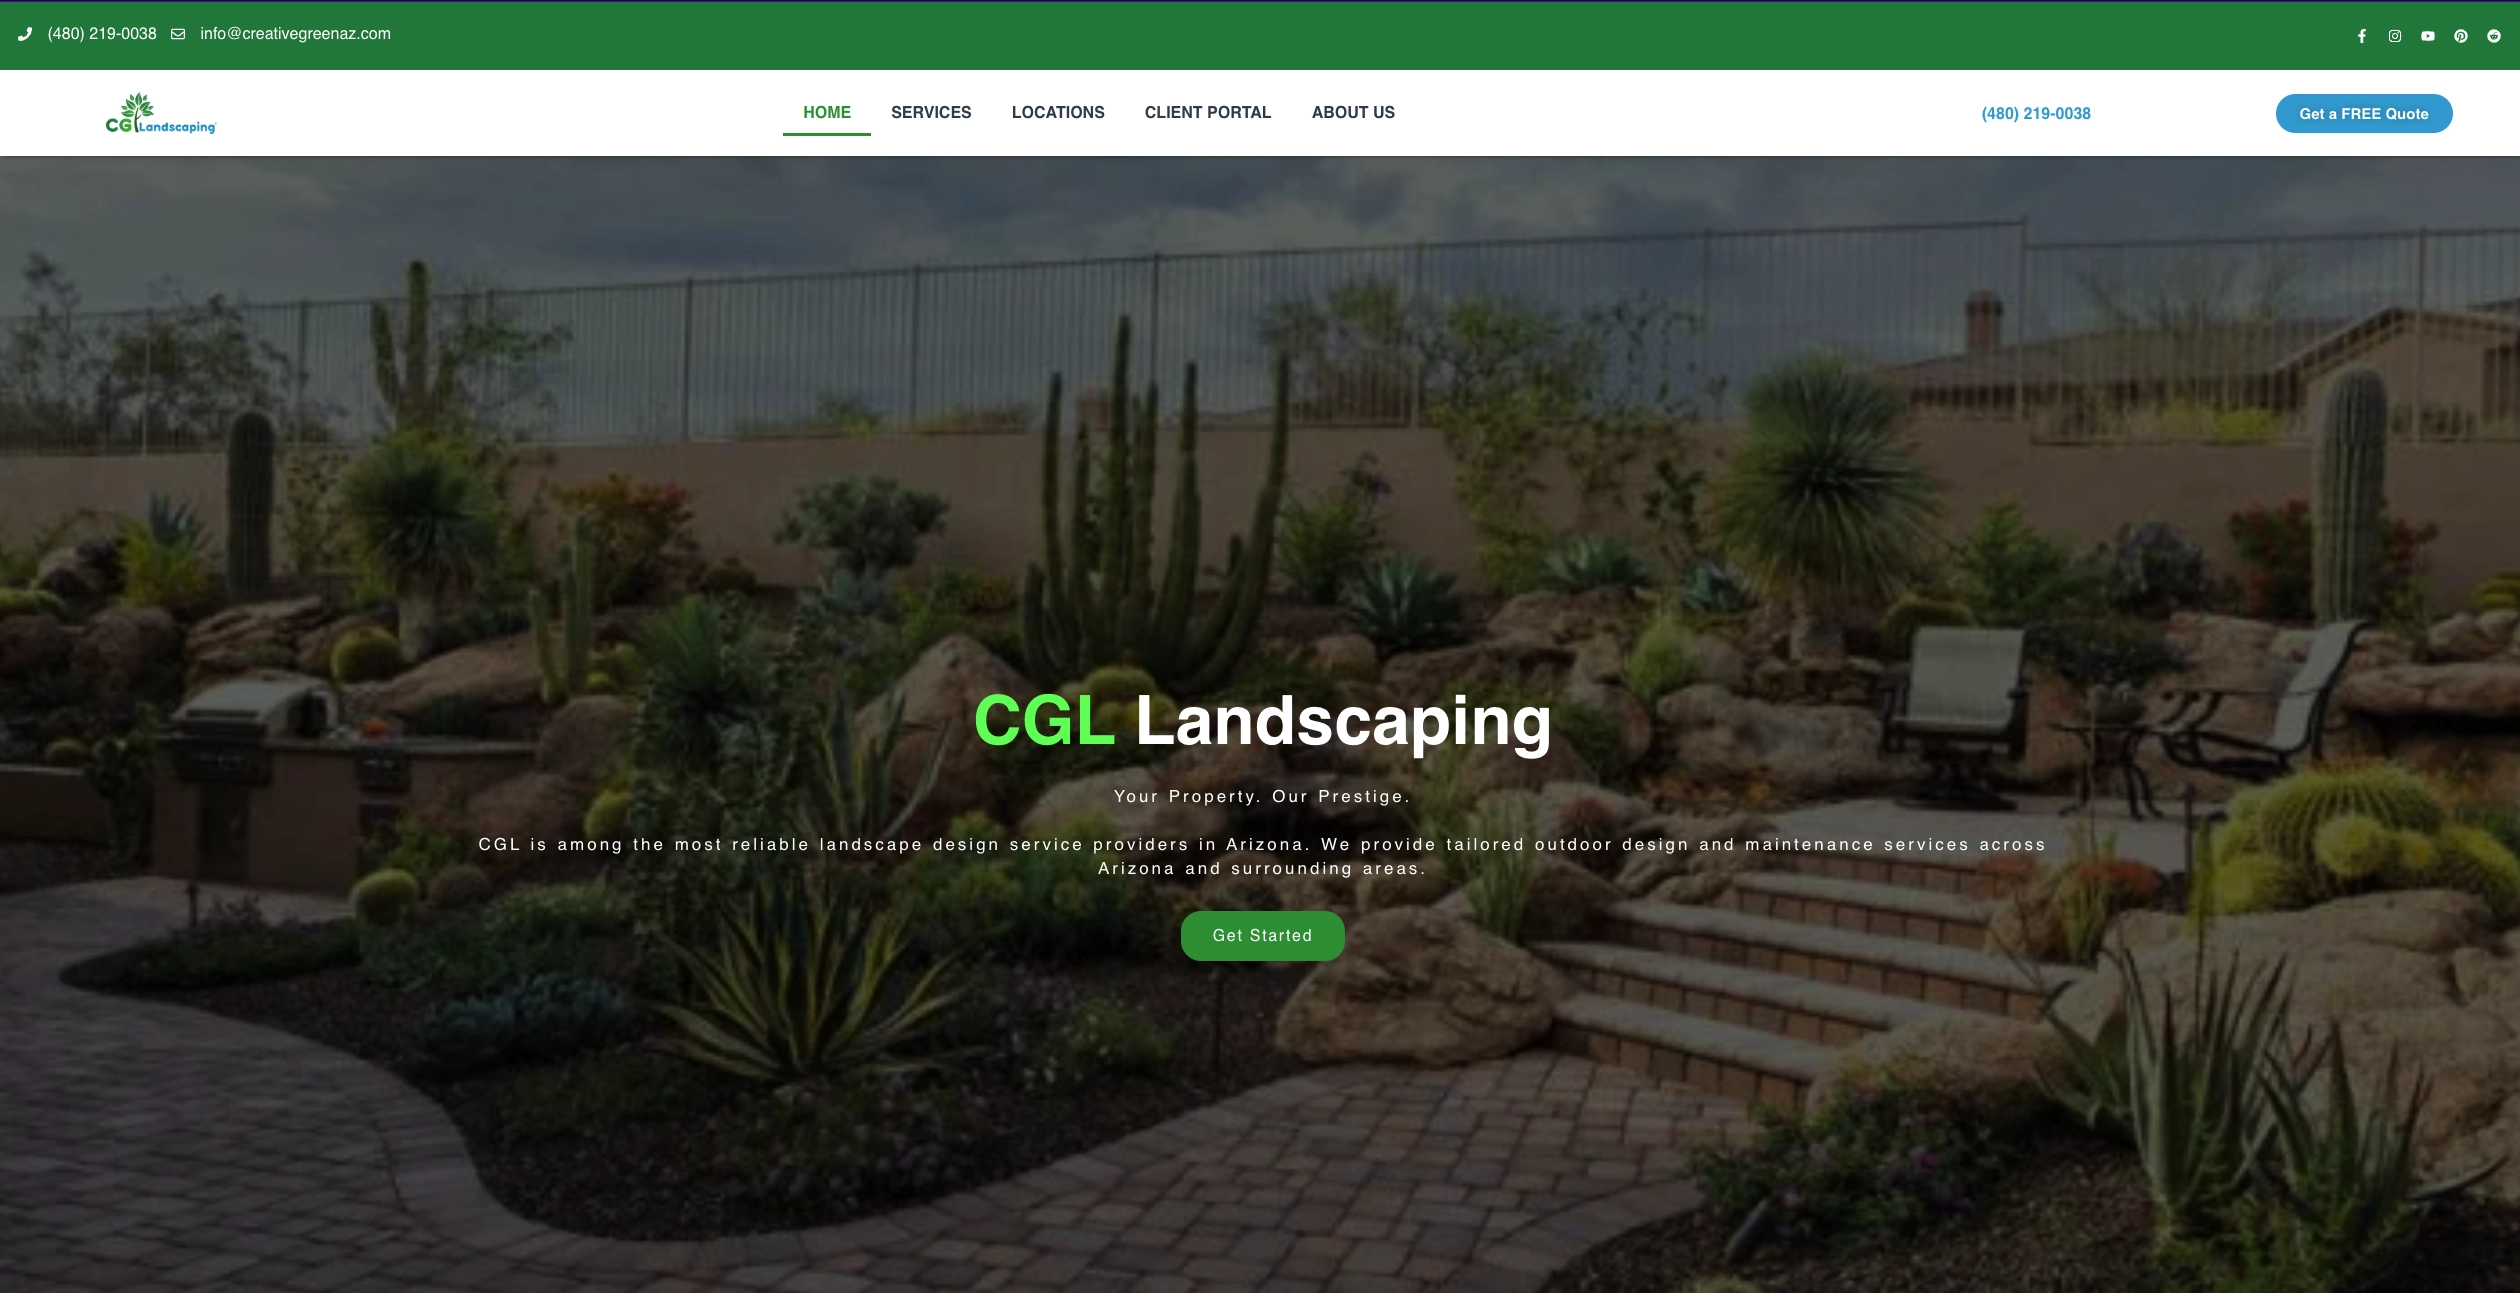 (480) 219-0038 info@creativegreenaz.com
CGLandscaping
HOME SERVICES LOCATIONS CLIENT PORTAL ABOUT US (480) 219-0038 Get a FREE Quote
CGL Landscaping
Your Property. Our Prestige.
CGL is among the most reliable landscape design service providers in Arizona. We provide tailored outdoor design and maintenance services across
Arizona and surrounding areas.
Get Started